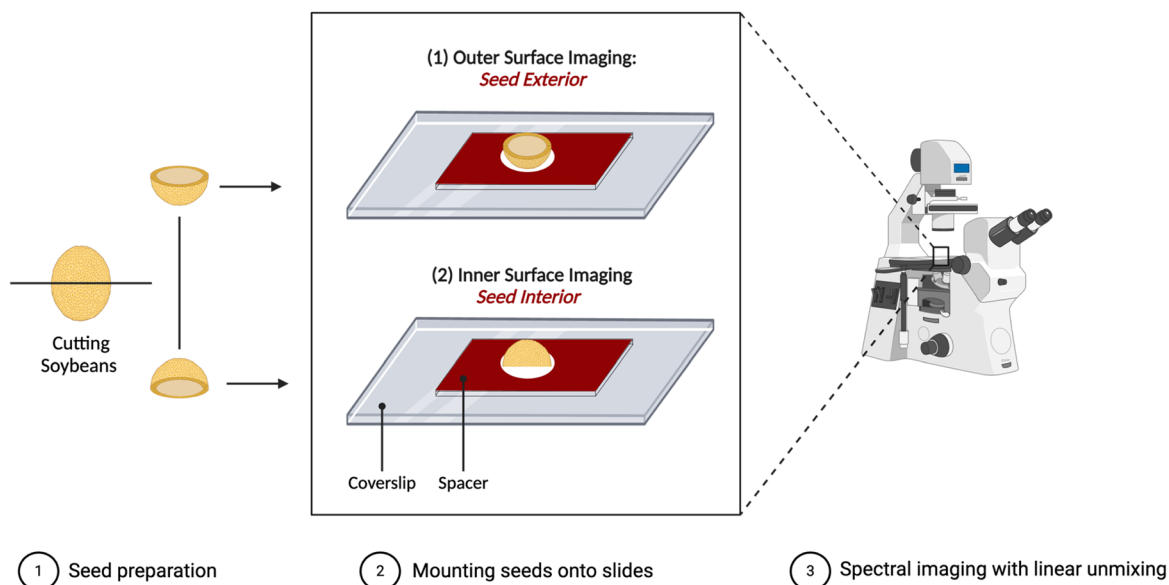 (1) Outer Surface Imaging:
Seed Exterior
(2) Inner Surface Imaging
Seed Interior
Cutting
Soybeans
Coverslip
Spacer
1 Seed preparation
2 Mounting seeds onto slides
3 Spectral imaging with linear unmixing